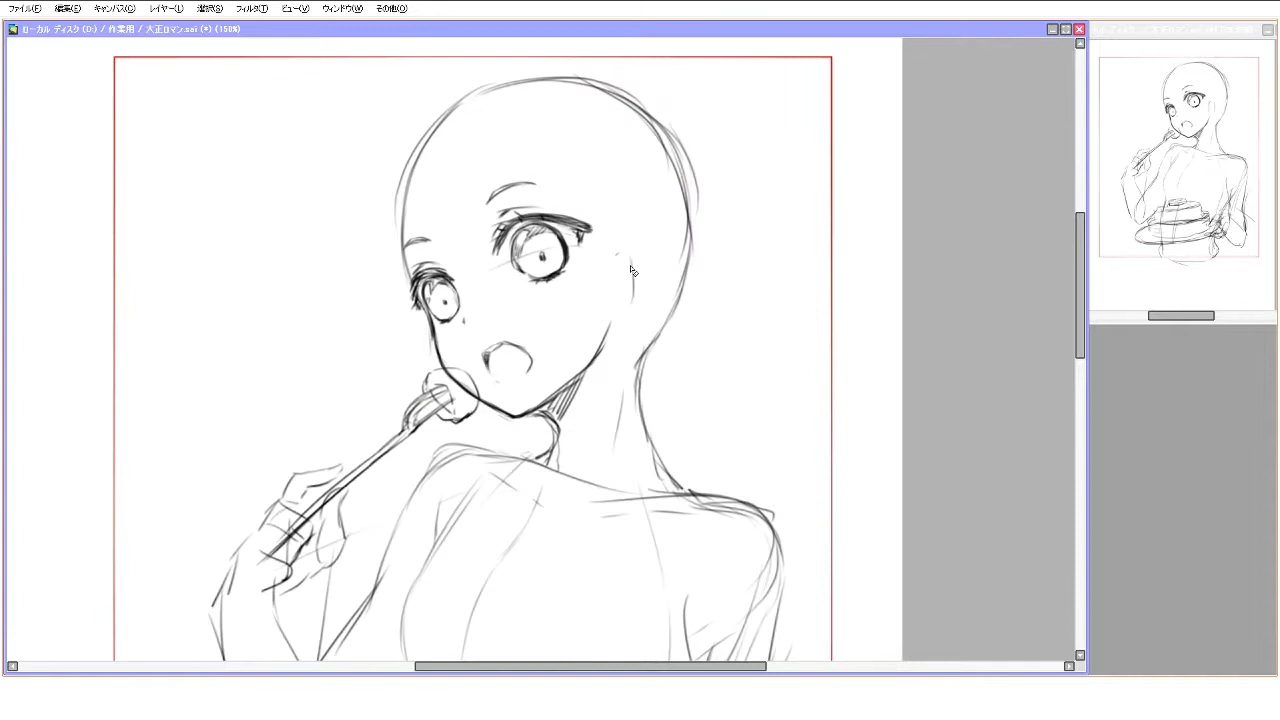 ファイル(F) 編集(E) キャンバス(C) レイヤー(L) 選択(S) フィルタ(T) ビュー(V) ウィンドウ(W) その他(O)
ローカル ディスク (D:) / 作業用 / 大正ロマン.sai (*) (150%)